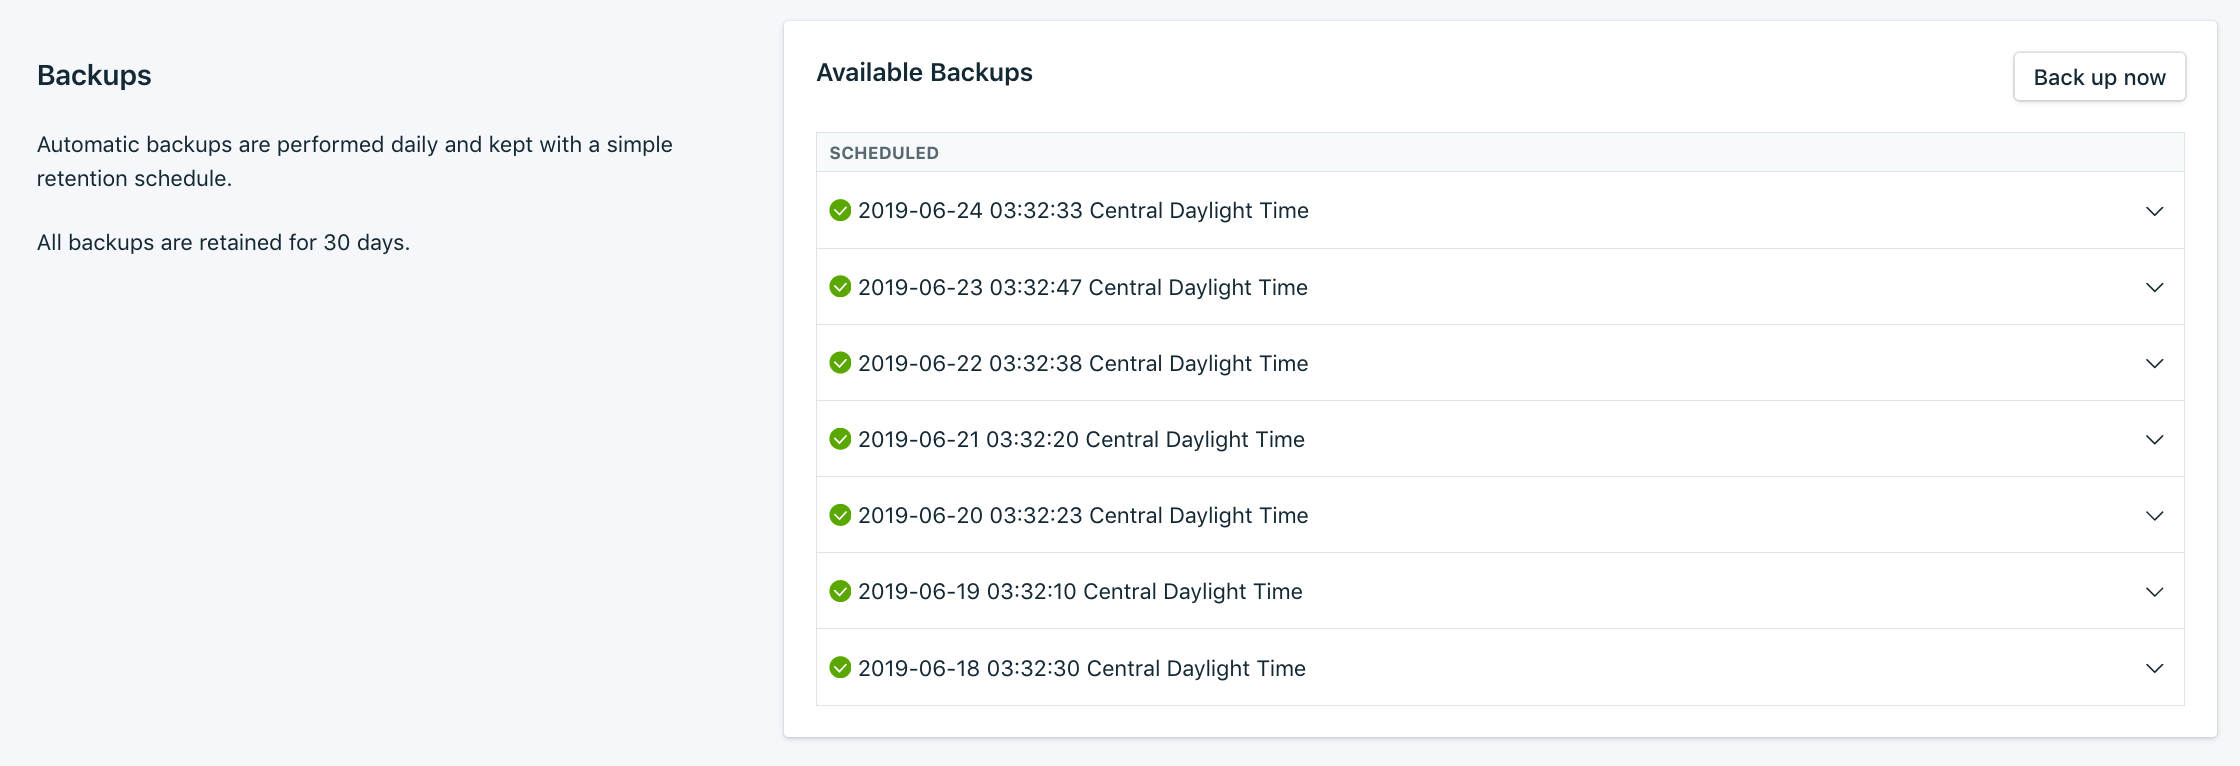 Backups
Automatic backups are performed daily and kept with a simple
retention schedule.
All backups are retained for 30 days.
Available Backups
Back up now
SCHEDULED
2019-06-24 03:32:33 Central Daylight Time
2019-06-23 03:32:47 Central Daylight Time
2019-06-22 03:32:38 Central Daylight Time
2019-06-21 03:32:20 Central Daylight Time
2019-06-20 03:32:23 Central Daylight Time
2019-06-19 03:32:10 Central Daylight Time
2019-06-18 03:32:30 Central Daylight Time